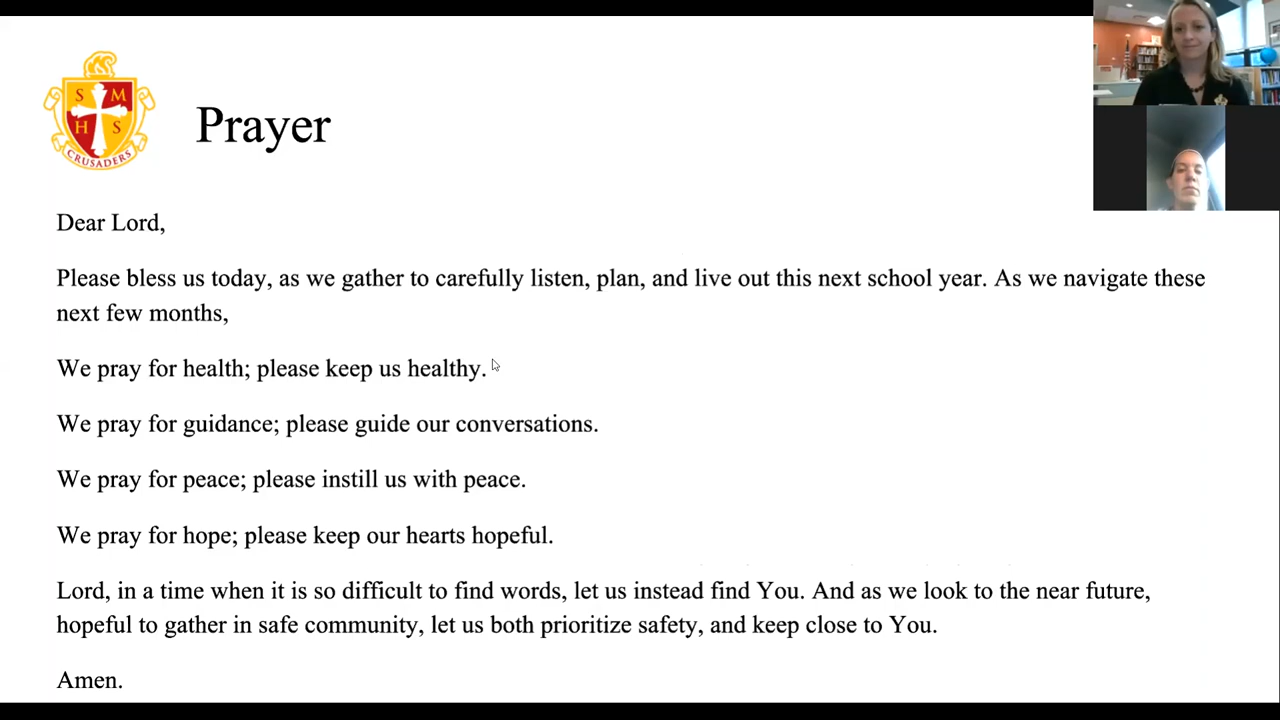 S M
H S
CRUSADERS
Prayer
Dear Lord,
Please bless us today, as we gather to carefully listen, plan, and live out this next school year. As we navigate these
next few months,
We pray for health; please keep us healthy.
We pray for guidance; please guide our conversations.
We pray for peace; please instill us with peace.
We pray for hope; please keep our hearts hopeful.
Lord, in a time when it is so difficult to find words, let us instead find You. And as we look to the near future,
hopeful to gather in safe community, let us both prioritize safety, and keep close to You.
Amen.